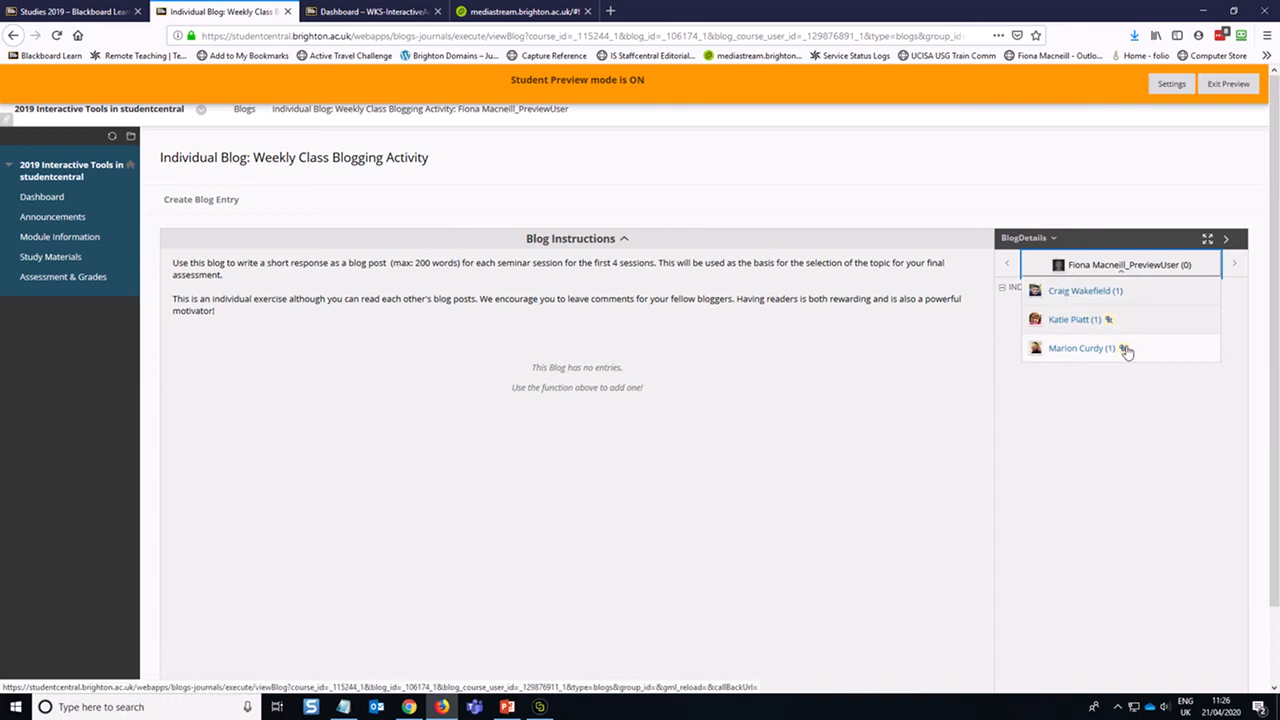 Studies 2019 – Blackboard Lea
Individual Blog: Weekly Class B
Dashboard – WKS-InteractiveA
mediastream.brighton.ac.uk/#!
https://studentcentral.brighton.ac.uk/webapps/blogs-journals/execute/viewBlog?course_id=_115244_1&blog_id=_106174_1&blog_course_user_id=_129876891_1&type=blogs&group_id=
Blackboard Learn
Remote Teaching | Te...
Add to My Bookmarks
Active Travel Challenge
Brighton Domains – Ju...
Capture Reference
IS Staffcentral Editori...
mediastream.brighton...
Service Status Logs
UCISA USG Train Comm
Fiona Macneill - Outlo...
Home - folio
Computer Store
Student Preview mode is ON
Settings
Exit Preview
2019 Interactive Tools in studentcentral
Blogs
Individual Blog: Weekly Class Blogging Activity: Fiona Macneill_PreviewUser
2019 Interactive Tools in
studentcentral
Dashboard
Announcements
Module Information
Study Materials
Assessment & Grades
Individual Blog: Weekly Class Blogging Activity
Create Blog Entry
Blog Instructions
Use this blog to write a short response as a blog post (max: 200 words) for each seminar session for the first 4 sessions. This will be used as the basis for the selection of the topic for your final
assessment.
This is an individual exercise although you can read each other's blog posts. We encourage you to leave comments for your fellow bloggers. Having readers is both rewarding and is also a powerful
motivator!
This Blog has no entries.
Use the function above to add one!
BlogDetails
Fiona Macneill_PreviewUser (0)
IND
Craig Wakefield (1)
Katie Piatt (1)
Marion Curdy (1)
https://studentcentral.brighton.ac.uk/webapps/blogs-journals/execute/viewBlog?course_id=_115244_1&blog_id=_106174_1&blog_course_user_id=_129876911_1&type=blogs&group_id=&gml_reload=&callBackUrl=
Type here to search
ENG
UK
11:26
21/04/2020
2